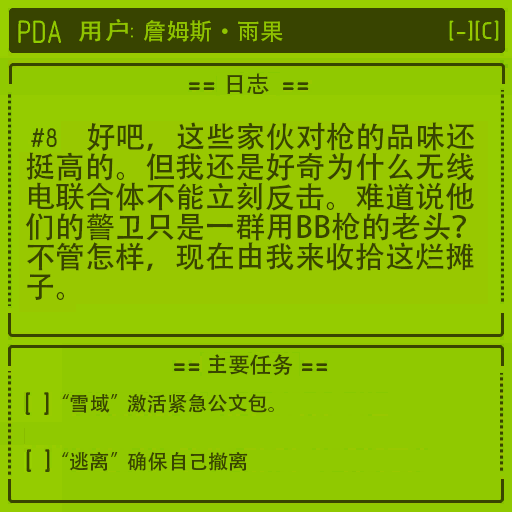 PDA 用户: 詹姆斯·雨果 [-][C]
== 日志 ==
#8 好吧，这些家伙对枪的品味还
挺高的。但我还是好奇为什么无线
电联合体不能立刻反击。难道说他
们的警卫只是一群用BB枪的老头？
不管怎样，现在由我来收拾这烂摊
子。
== 主要任务 ==
[ ] “雪域”激活紧急公文包。
[ ] “逃离”确保自己撤离